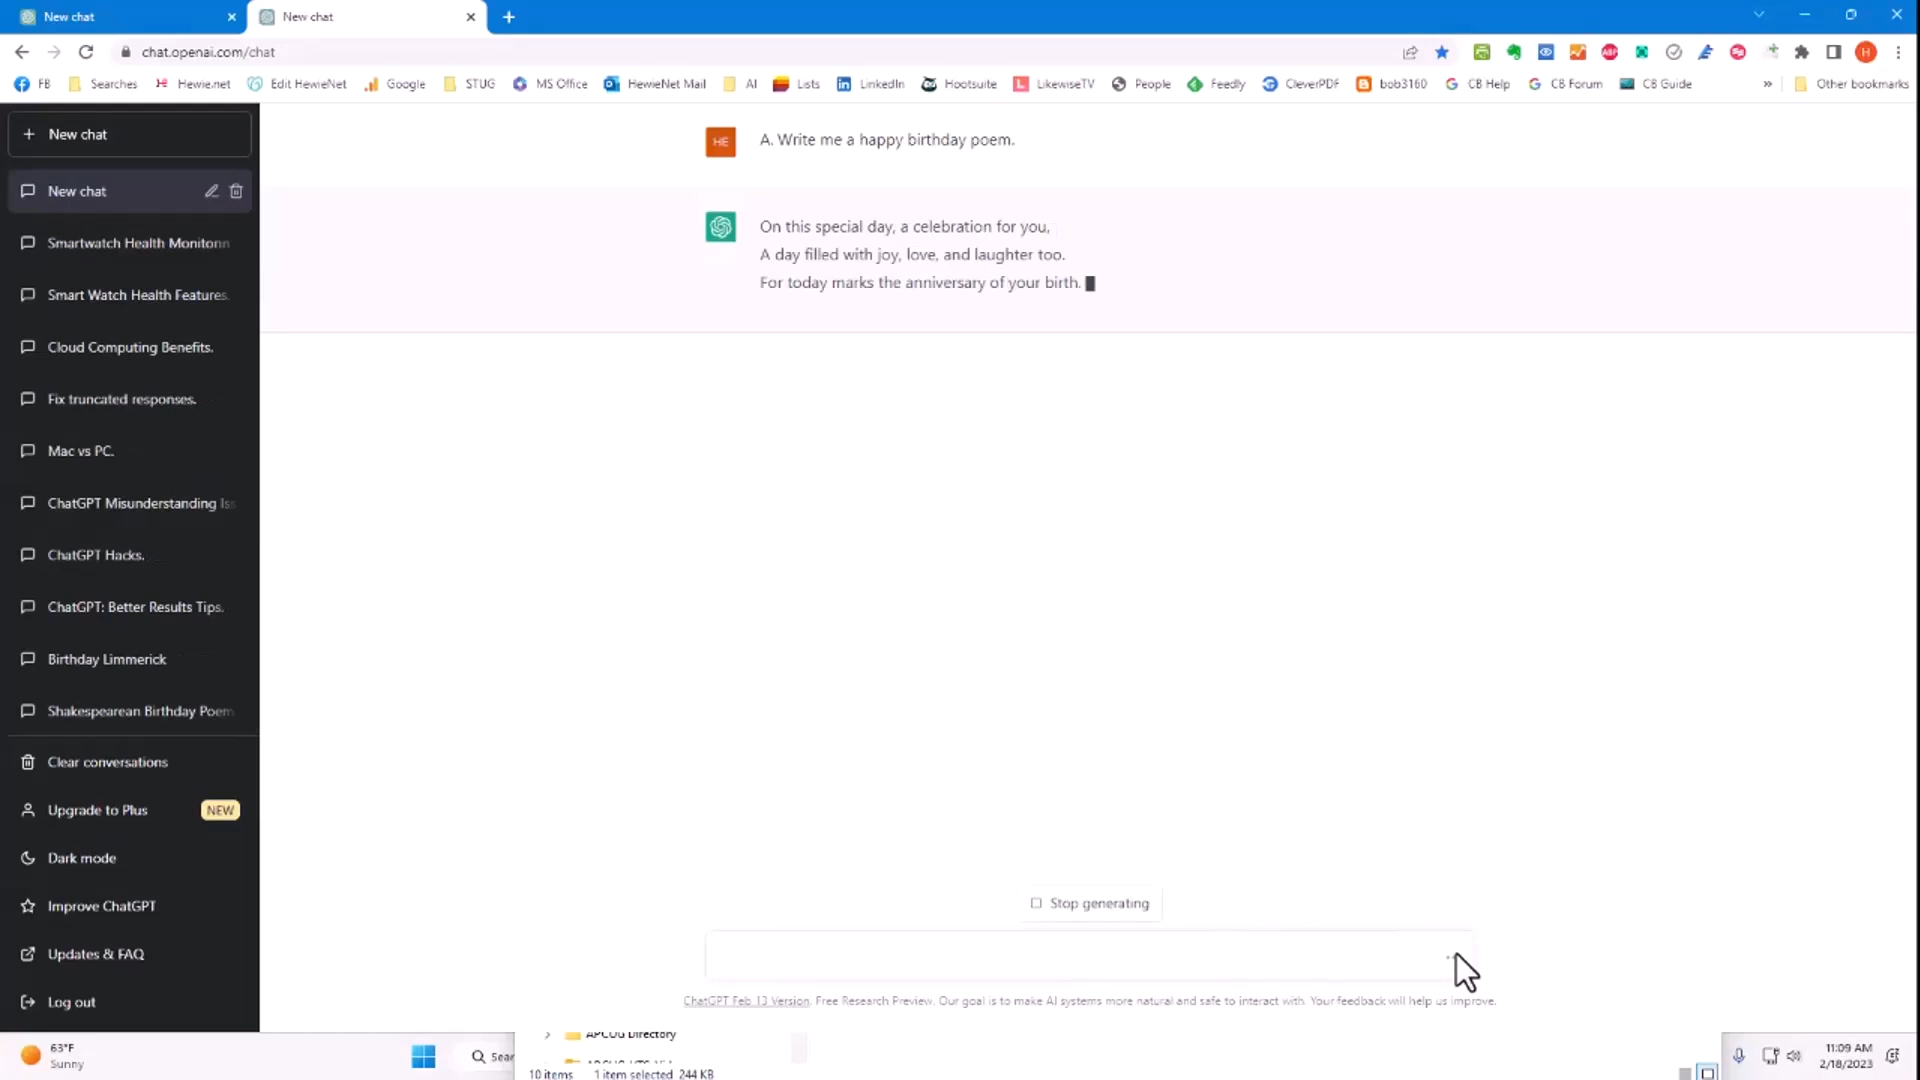 New chat
New chat
chat.openai.com/chat
FB
Searches
Hewie.net
Edit HewieNet
Google
STUG
MS Office
HewieNet Mail
AI
Lists
LinkedIn
Hootsuite
LikewiseTV
People
Feedly
CleverPDF
bob3160
CB Help
CB Forum
CB Guide
»
Other bookmarks
ABP
H
+ New chat
New chat
Smartwatch Health Monitorin
Smart Watch Health Features.
Cloud Computing Benefits.
Fix truncated responses.
Mac vs PC.
ChatGPT Misunderstanding Iss
ChatGPT Hacks.
ChatGPT: Better Results Tips.
Birthday Limmerick
Shakespearean Birthday Poem
Clear conversations
Upgrade to Plus NEW
Dark mode
Improve ChatGPT
Updates & FAQ
Log out
HE
A. Write me a happy birthday poem.
On this special day, a celebration for you,
A day filled with joy, love, and laughter too.
For today marks the anniversary of your birth.
Stop generating
ChatGPT Feb 13 Version. Free Research Preview. Our goal is to make AI systems more natural and safe to interact with. Your feedback will help us improve.
63°F
Sunny
Sear
APCUG Directory
10 items 1 item selected 244 KB
11:09 AM
2/18/2023